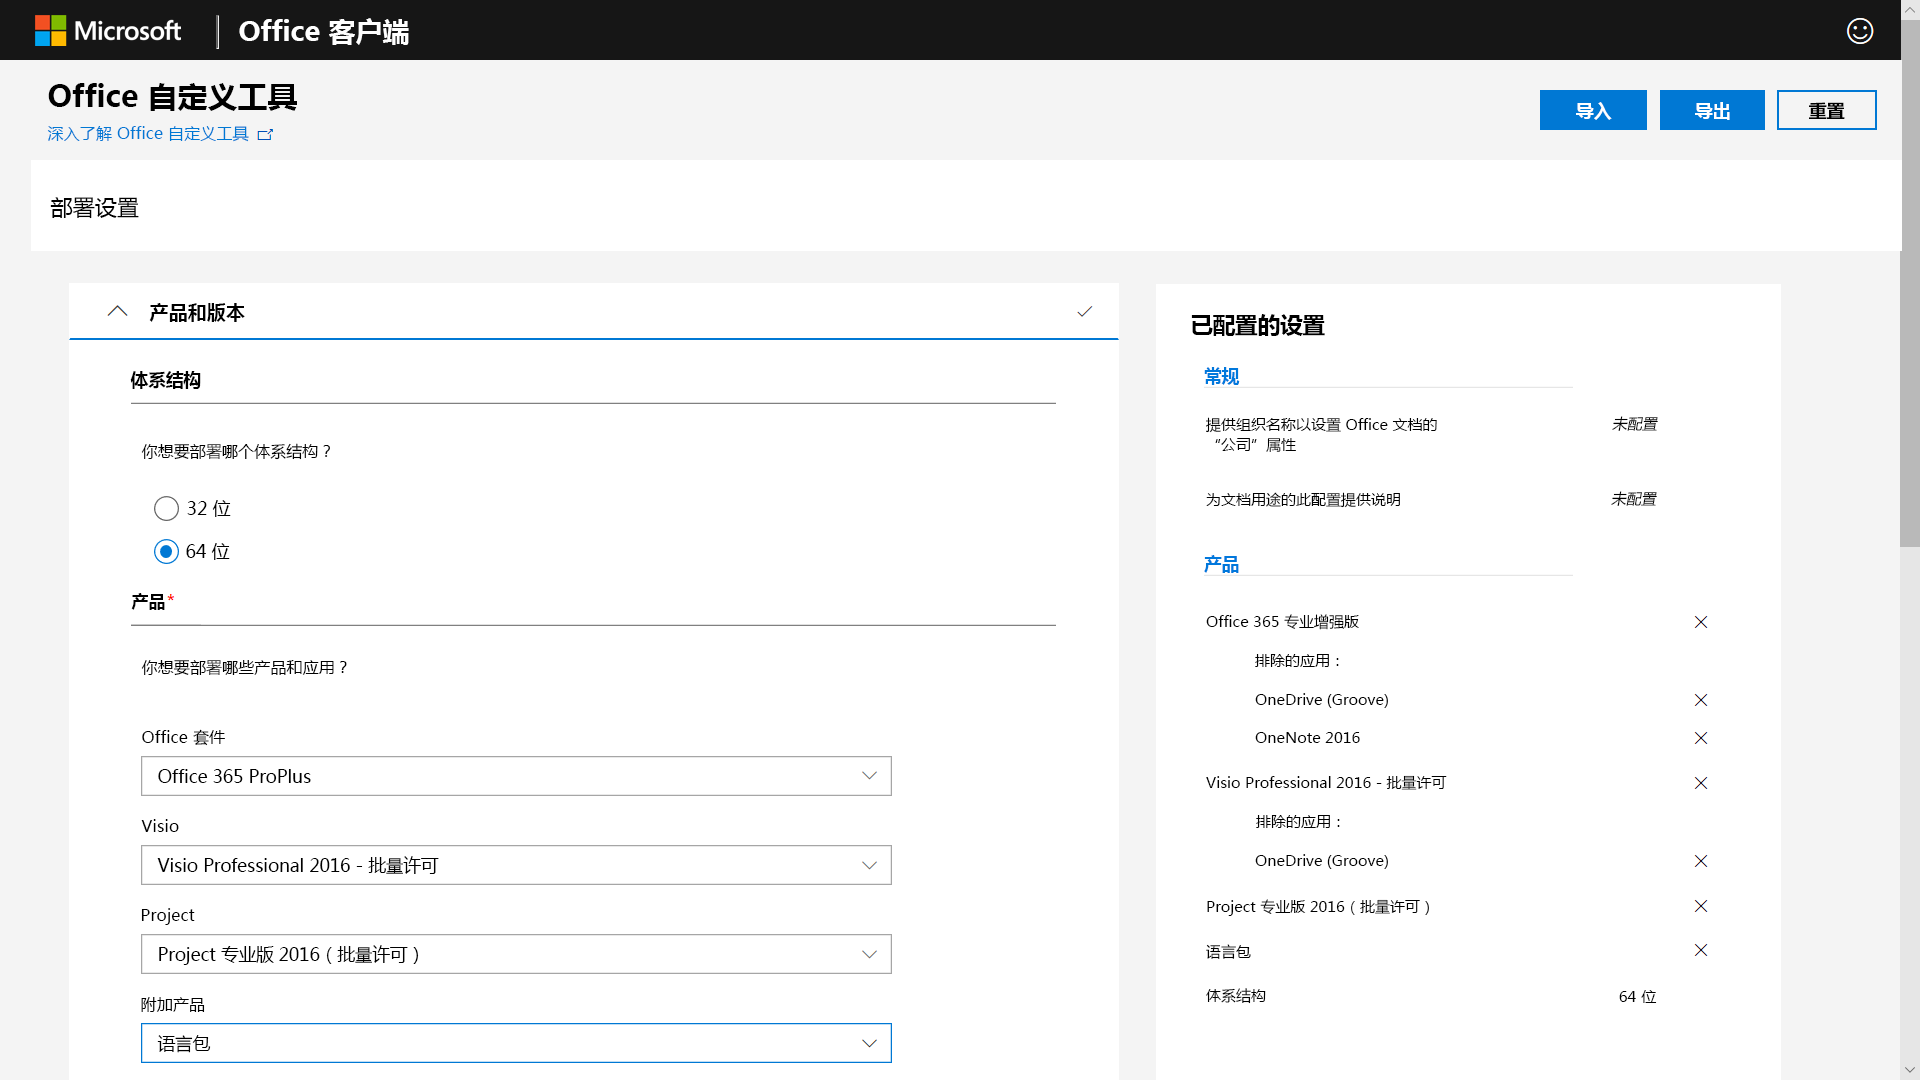 Microsoft
Office 客户端
Office 自定义工具
深入了解 Office 自定义工具
导入
导出
重置
部署设置
产品和版本
体系结构
你想要部署哪个体系结构？
32 位
64 位
产品*
你想要部署哪些产品和应用？
Office 套件
Office 365 ProPlus
Visio
Visio Professional 2016 - 批量许可
Project
Project 专业版 2016（批量许可）
附加产品
语言包
已配置的设置
常规
提供组织名称以设置 Office 文档的
“公司”属性
未配置
为文档用途的此配置提供说明
未配置
产品
Office 365 专业增强版
排除的应用：
OneDrive (Groove)
OneNote 2016
Visio Professional 2016 - 批量许可
排除的应用：
OneDrive (Groove)
Project 专业版 2016（批量许可）
语言包
体系结构
64 位